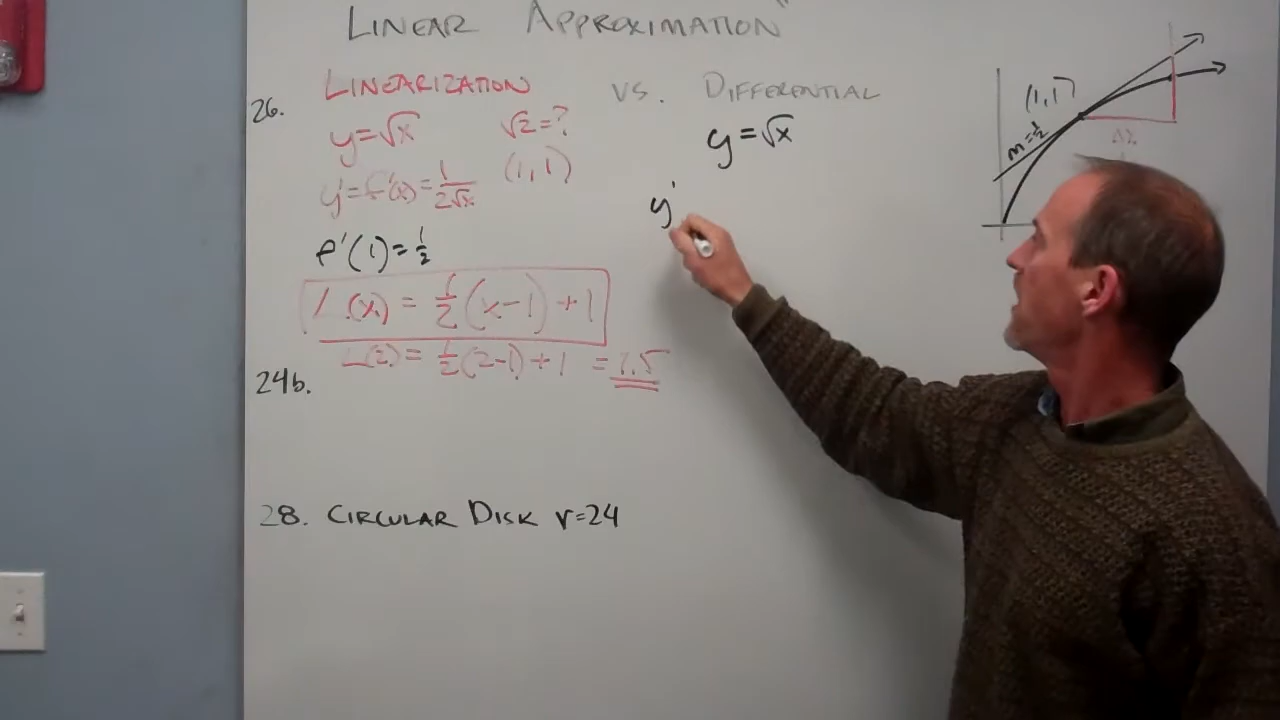 LINEAR APPROXIMATION"
26. LINEARIZATION VS. DIFFERENTIAL
y=√x √2=? y=√x
y'=f'(x)=1/2√x (1,1) y'
f'(1)=1/2
L(x) = 1/2(x-1)+1
L(2) = 1/2(2-1)+1 = 1.5
24b.
28. CIRCULAR DISK r=24
(1,1)
m=1/2
Δx